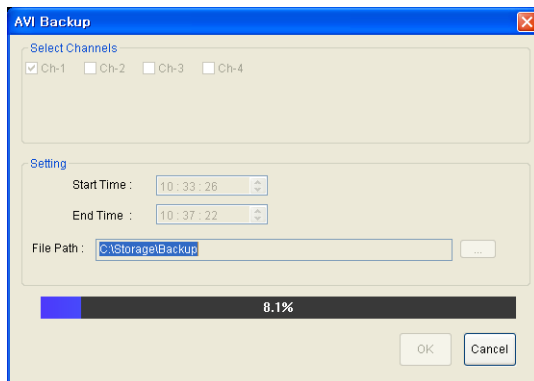 AVI Backup
Select Channels
Ch-1 Ch-2 Ch-3 Ch-4
Setting
Start Time : 10 : 33 : 26
End Time : 10 : 37 : 22
File Path : C:\Storage\Backup ...
8.1%
OK Cancel